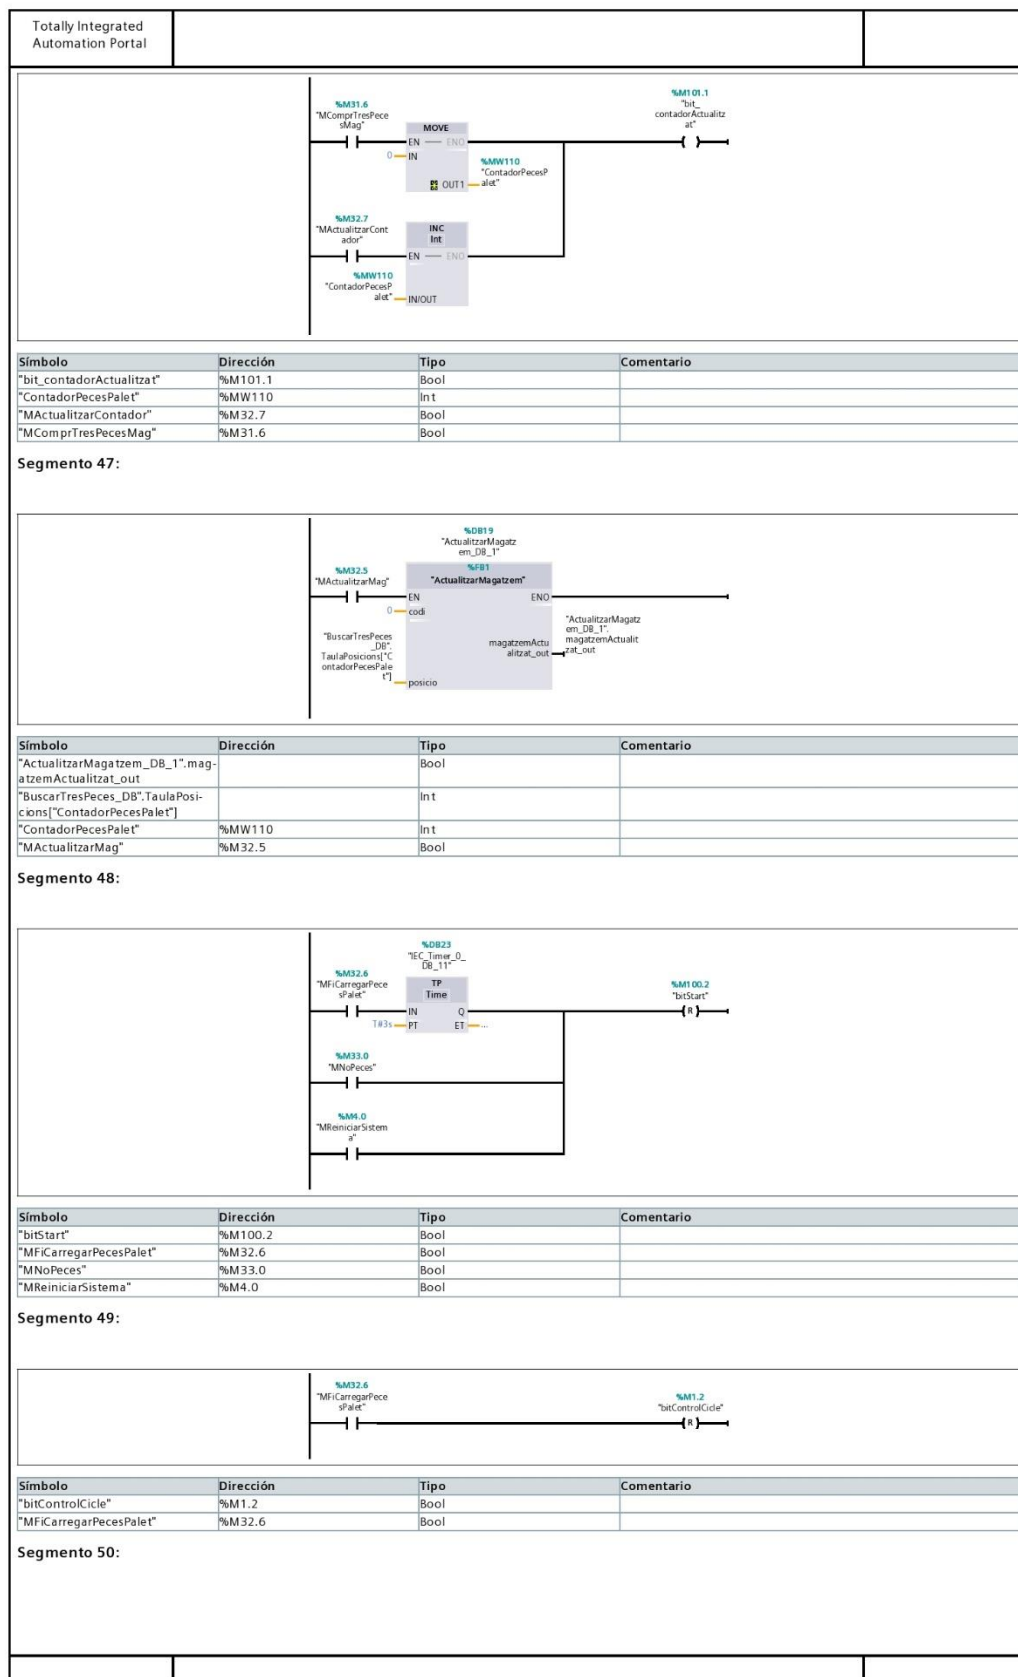 Totally Integrated
Automation Portal
%M31.6
"MComprTresPece
sMag"
MOVE
EN
ENO
0
IN
OUT1
%MW110
"ContadorPecesP
alet"
%M101.1
"bit_
contadorActualitz
at"
%M32.7
"MActualitzarCont
ador"
INC
Int
EN
ENO
%MW110
"ContadorPecesP
alet"
IN/OUT
Símbolo Dirección Tipo Comentario
"bit_contadorActualitzat" %M101.1 Bool
"ContadorPecesPalet" %MW110 Int
"MActualitzarContador" %M32.7 Bool
"MComprTresPecesMag" %M31.6 Bool
Segmento 47:
%DB19
"ActualitzarMagatz
em_DB_1"
%FB1
"ActualitzarMagatzem"
%M32.5
"MActualitzarMag"
EN
ENO
0
codi
"BuscarTresPeces
_DB".
TaulaPosicions["C
ontadorPecesPale
t"]
posicio
magatzemActu
alitzat_out
"ActualitzarMagatz
em_DB_1".
magatzemActualit
zat_out
Símbolo Dirección Tipo Comentario
"ActualitzarMagatzem_DB_1".mag- Bool
atzemActualitzat_out
"BuscarTresPeces_DB".TaulaPosi- Int
cions["ContadorPecesPalet"]
"ContadorPecesPalet" %MW110 Int
"MActualitzarMag" %M32.5 Bool
Segmento 48:
%DB23
"IEC_Timer_0_
DB_11"
%M32.6
"MFiCarregarPece
sPalet"
TP
Time
IN
Q
T#3s
PT
ET
...
%M100.2
"bitStart"
R
%M33.0
"MNoPeces"
%M4.0
"MReiniciarSistem
a"
Símbolo Dirección Tipo Comentario
"bitStart" %M100.2 Bool
"MFiCarregarPecesPalet" %M32.6 Bool
"MNoPeces" %M33.0 Bool
"MReiniciarSistema" %M4.0 Bool
Segmento 49:
%M32.6
"MFiCarregarPece
sPalet"
%M1.2
"bitControlCicle"
R
Símbolo Dirección Tipo Comentario
"bitControlCicle" %M1.2 Bool
"MFiCarregarPecesPalet" %M32.6 Bool
Segmento 50: